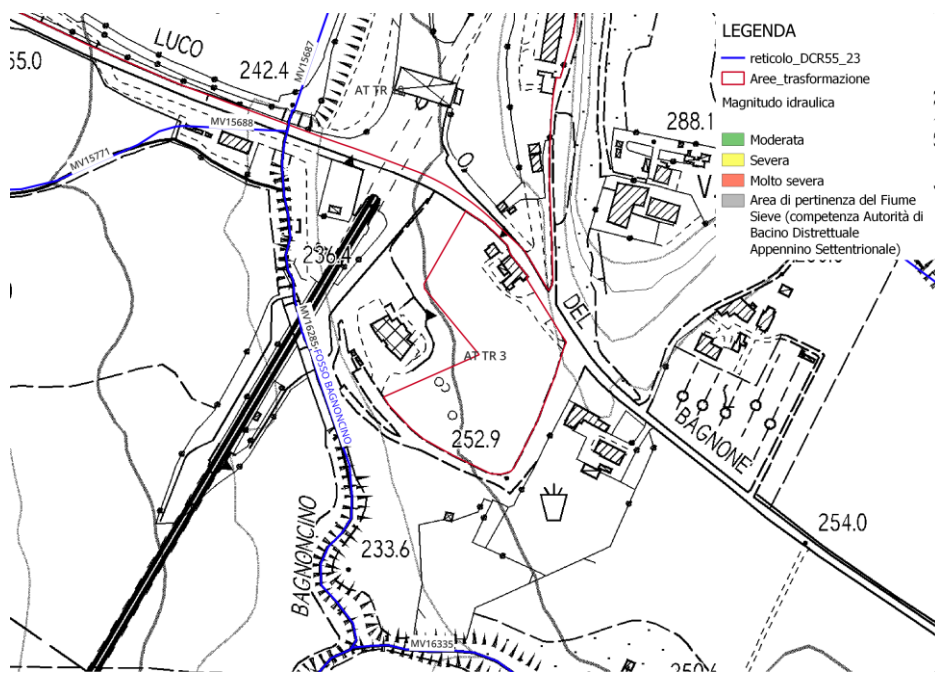 LUCO
55.0
242.4
MV15687
AT TR
MV15688
MV15771
288.1
V
236.4
DEL
MV16285-FOSSO BAGNONCINO
AT TR 3
252.9
BAGNONE
254.0
BAGNONCINO
233.6
MV16335
LEGENDA
reticolo_DCR55_23
Aree_trasformazione
Magnitudo idraulica
Moderata
Severa
Molto severa
Area di pertinenza del Fiume
Sieve (competenza Autorità di
Bacino Distrettuale
Appennino Settentrionale)